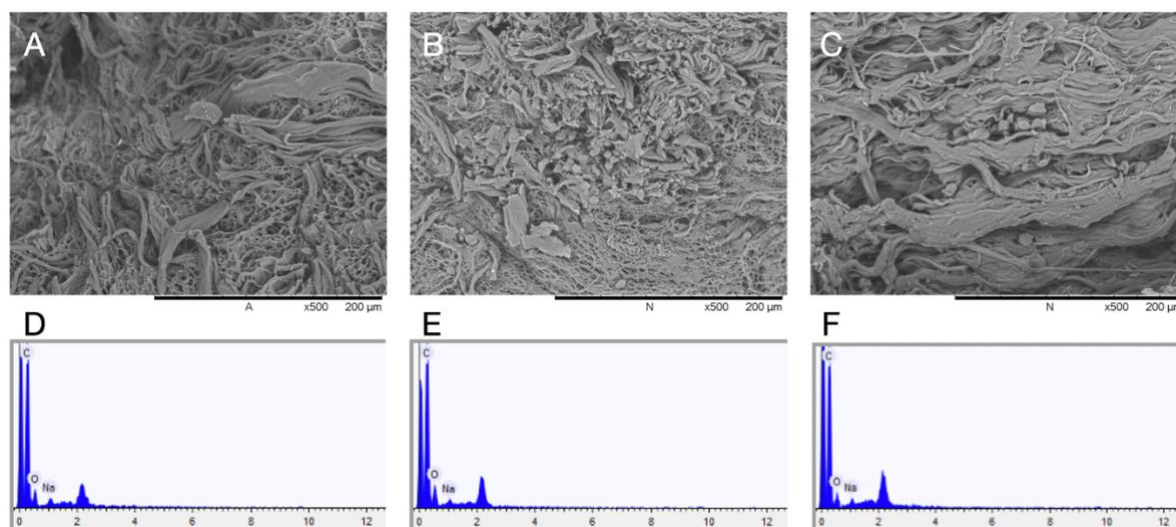 A B C
A x500 200 µm N x500 200 µm N x500 200 µm
D E F
C C C
O Na O Na O Na
0 2 4 6 8 10 12 0 2 4 6 8 10 12 0 2 4 6 8 10 12